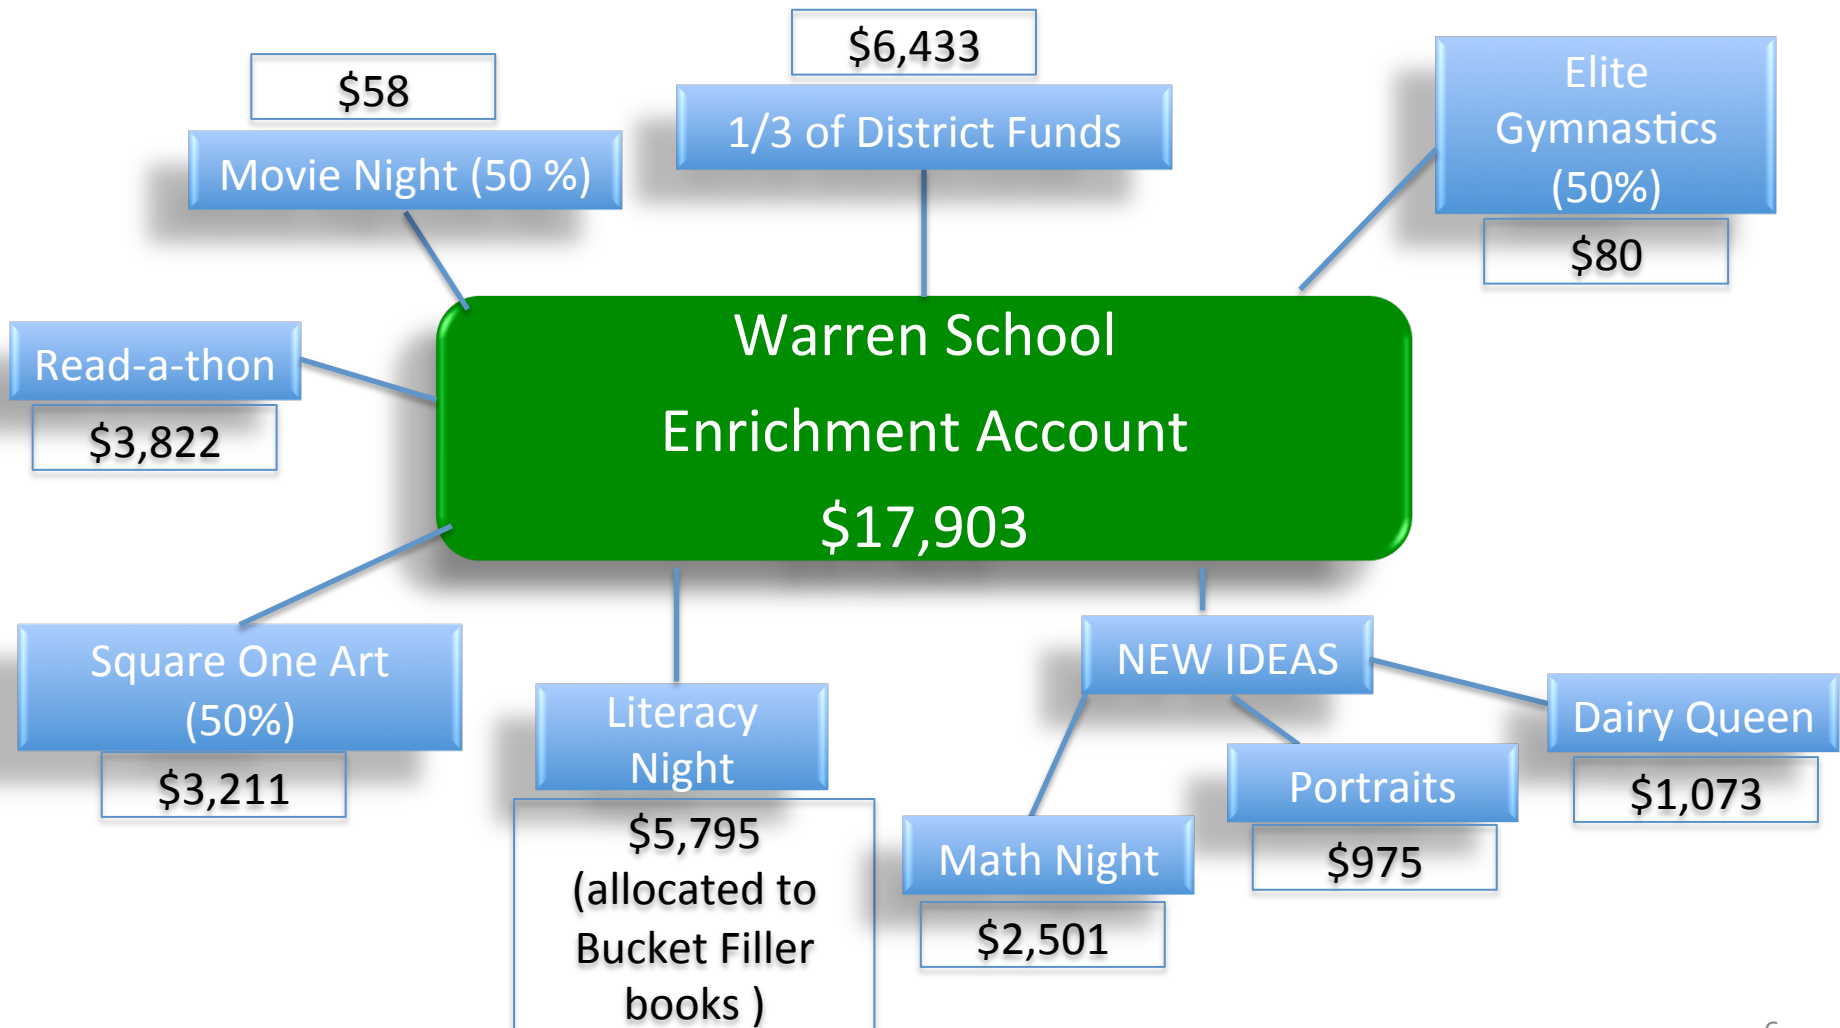 $6,433
$58
1/3 of District Funds
Movie Night (50 %)
Elite
Gymnastics
(50%)
$80
Read-a-thon
$3,822
Warren School
Enrichment Account
$17,903
Square One Art
(50%)
$3,211
Literacy
Night
$5,795
(allocated to
Bucket Filler
books )
NEW IDEAS
Math Night
$2,501
Portraits
$975
Dairy Queen
$1,073